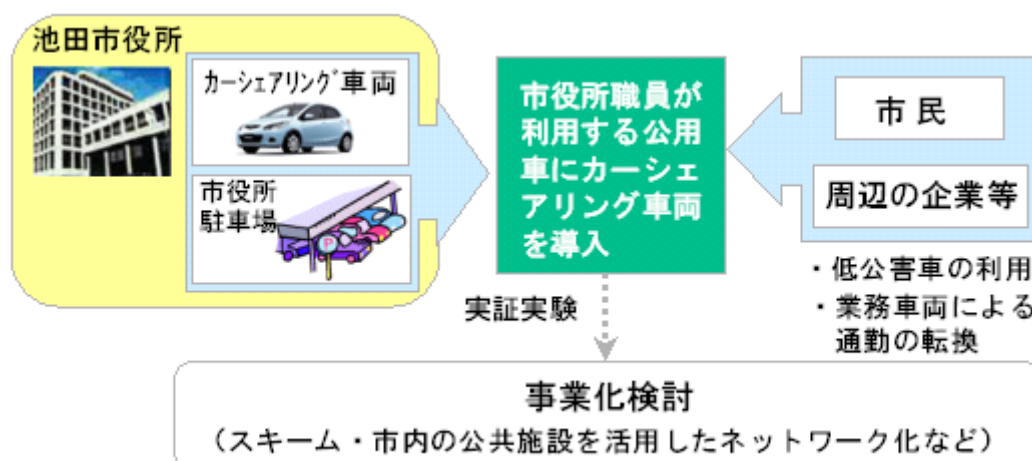 池田市役所
カーシェアリング車両
市役所
駐車場
P
市役所職員が
利用する公用
車にカーシェ
アリング車両
を導入
市民
周辺の企業等
・低公害車の利用
・業務車両による
通勤の転換
実証実験
事業化検討
（スキーム・市内の公共施設を活用したネットワーク化など）